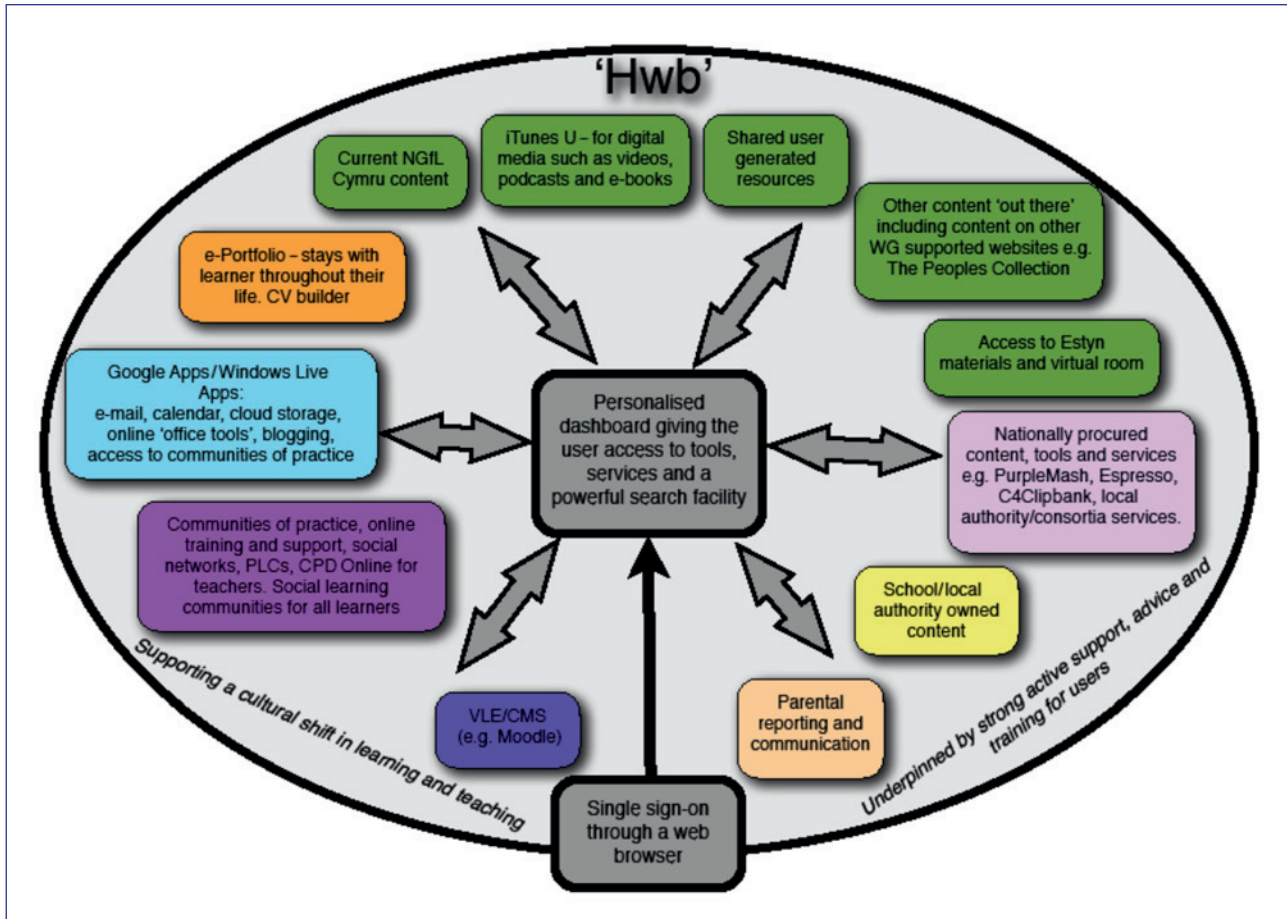 'Hwb'
Current NGfL
Cymru content
iTunes U – for digital
media such as videos,
podcasts and e-books
Shared user
generated
resources
Other content 'out there'
including content on other
WG supported websites e.g.
The Peoples Collection
e-Portfolio – stays with
learner throughout their
life. CV builder
Access to Estyn
materials and virtual room
Google Apps/Windows Live
Apps:
e-mail, calendar, cloud storage,
online 'office tools', blogging,
access to communities of practice
Personalised
dashboard giving the
user access to tools,
services and a
powerful search facility
Nationally procured
content, tools and services
e.g. PurpleMash, Espresso,
C4Clipbank, local
authority/consortia services.
Communities of practice, online
training and support, social
networks, PLCs, CPD Online for
teachers. Social learning
communities for all learners
School/local
authority owned
content
VLE/CMS
(e.g. Moodle)
Parental
reporting and
communication
Supporting a cultural shift in learning and teaching
Underpinned by strong active support, advice and
training for users
Single sign-on
through a web
browser